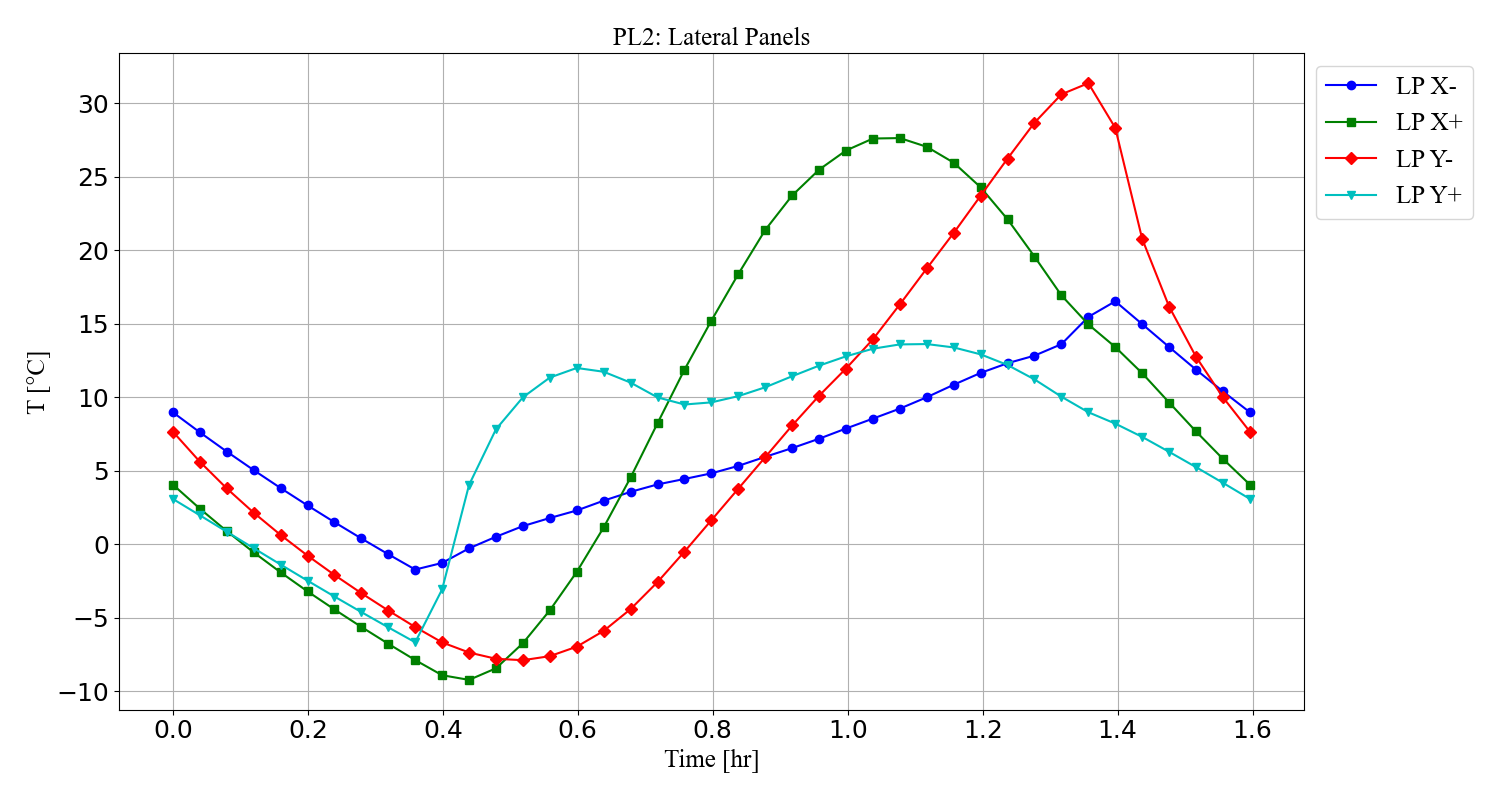 PL2: Lateral Panels
T [°C]
30
25
20
15
10
5
0
−5
−10
0.0 0.2 0.4 0.6 0.8 1.0 1.2 1.4 1.6
Time [hr]
LP X-
LP X+
LP Y-
LP Y+